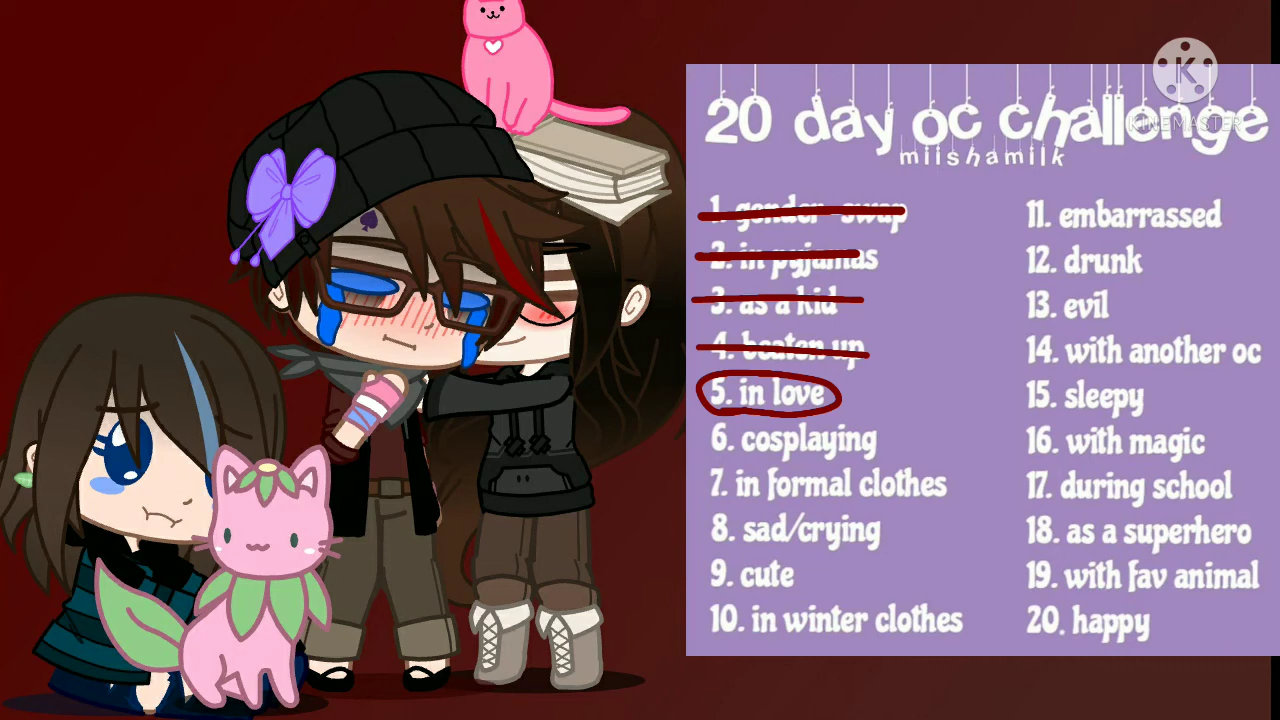 20 day oc challenge
miishamilk
1. gender swap
2. in pyjamas
3. as a kid
4. beaten up
5. in love
6. cosplaying
7. in formal clothes
8. sad/crying
9. cute
10. in winter clothes
11. embarrassed
12. drunk
13. evil
14. with another oc
15. sleepy
16. with magic
17. during school
18. as a superhero
19. with fav animal
20. happy
K
KINEMASTER